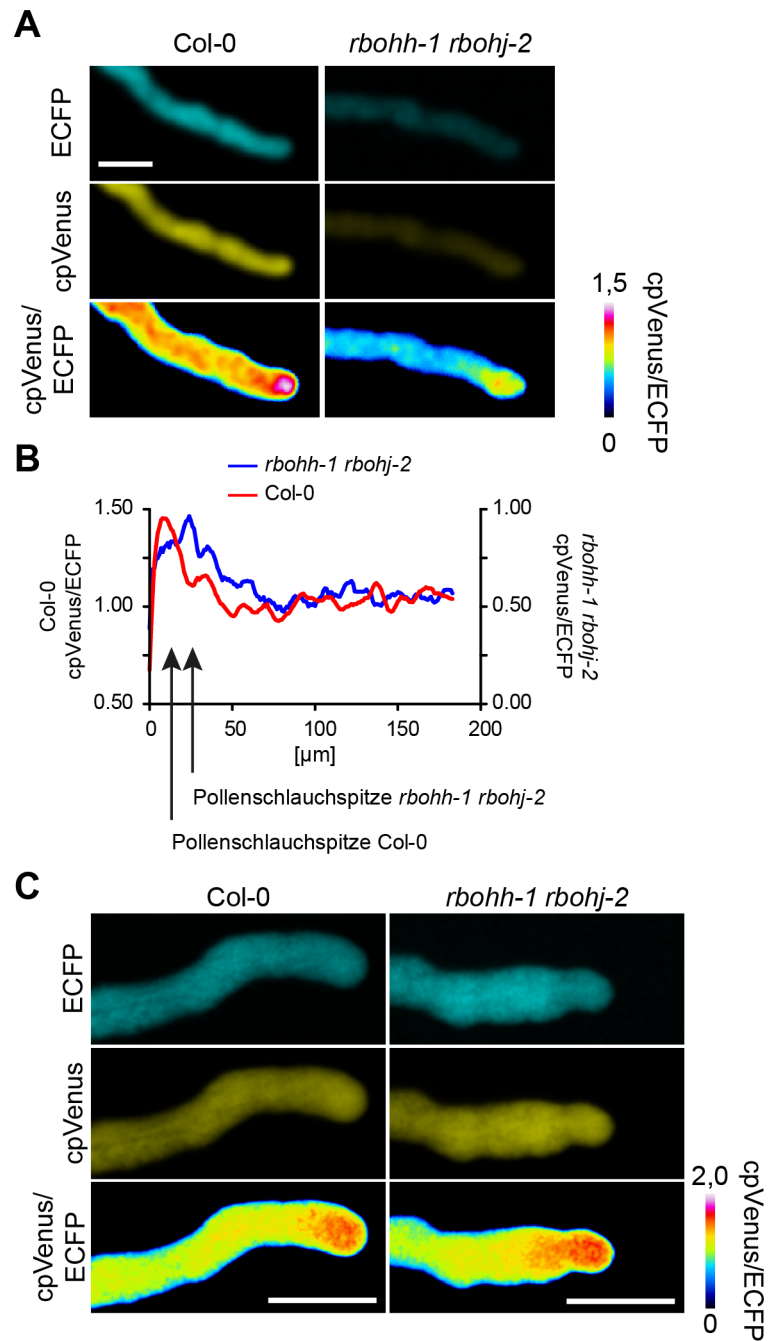 A
Col-0
rbohh-1 rbohj-2
ECFP
cpVenus
cpVenus/
ECFP
1,5
0
cpVenus/ECFP
B
rbohh-1 rbohj-2
Col-0
Col-0
cpVenus/ECFP
1.50
1.00
0.50
1.00
0.50
0.00
rbohh-1 rbohj-2
cpVenus/ECFP
0
50
100
150
200
[µm]
Pollenschlauchspitze rbohh-1 rbohj-2
Pollenschlauchspitze Col-0
C
Col-0
rbohh-1 rbohj-2
ECFP
cpVenus
cpVenus/
ECFP
2,0
0
cpVenus/ECFP